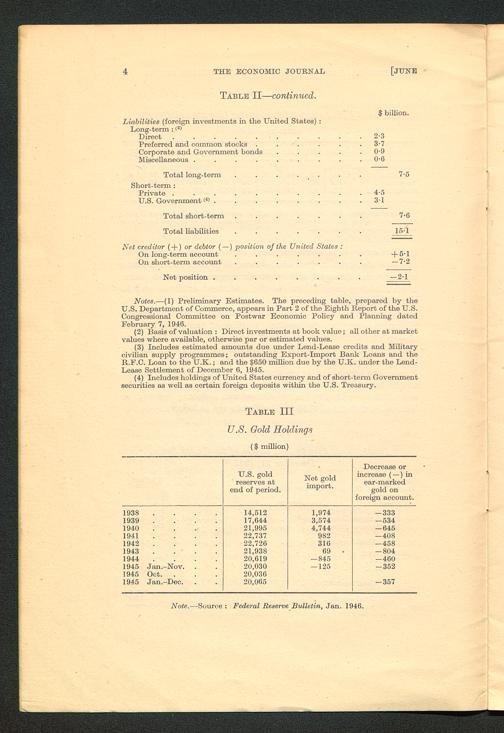 4 THE ECONOMIC JOURNAL [JUNE
TABLE II—continued.
$ billion.
Liabilities (foreign investments in the United States) :
Long-term : (2)
Direct . . . . . . . . . 2·3
Preferred and common stocks . . . . . 3·7
Corporate and Government bonds . . . . 0·9
Miscellaneous . . . . . . . . 0·6
Total long-term . . . . . . 7·5
Short-term :
Private . . . . . . . . . 4·5
U.S. Government (4) . . . . . . . 3·1
Total short-term . . . . . . 7·6
Total liabilities . . . . . . 15·1
Net creditor (+) or debtor (−) position of the United States :
On long-term account . . . . . . +5·1
On short-term account . . . . . . −7·2
Net position . . . . . . . −2·1
Notes.—(1) Preliminary Estimates. The preceding table, prepared by the
U.S. Department of Commerce, appears in Part 2 of the Eighth Report of the U.S.
Congressional Committee on Postwar Economic Policy and Planning dated
February 7, 1946.
(2) Basis of valuation : Direct investments at book value; all other at market
values where available, otherwise par or estimated values.
(3) Includes estimated amounts due under Lend-Lease credits and Military
civilian supply programmes; outstanding Export-Import Bank Loans and the
R.F.C. Loan to the U.K.; and the $650 million due by the U.K. under the Lend-
Lease Settlement of December 6, 1945.
(4) Includes holdings of United States currency and of short-term Government
securities as well as certain foreign deposits within the U.S. Treasury.
TABLE III
U.S. Gold Holdings
($ million)
U.S. gold reserves at end of period. Net gold import. Decrease or increase (−) in ear-marked gold on foreign account.
1938 . . . . 14,512 1,974 −333
1939 . . . . 17,644 3,574 −534
1940 . . . . 21,995 4,744 −645
1941 . . . . 22,737 982 −408
1942 . . . . 22,726 316 −458
1943 . . . . 21,938 69 −804
1944 . . . . 20,619 −845 −460
1945 Jan.–Nov. . . 20,030 −125 −352
1945 Oct. . . . 20,036
1945 Jan.–Dec. . . 20,065 −357
Note.—Source : Federal Reserve Bulletin, Jan. 1946.